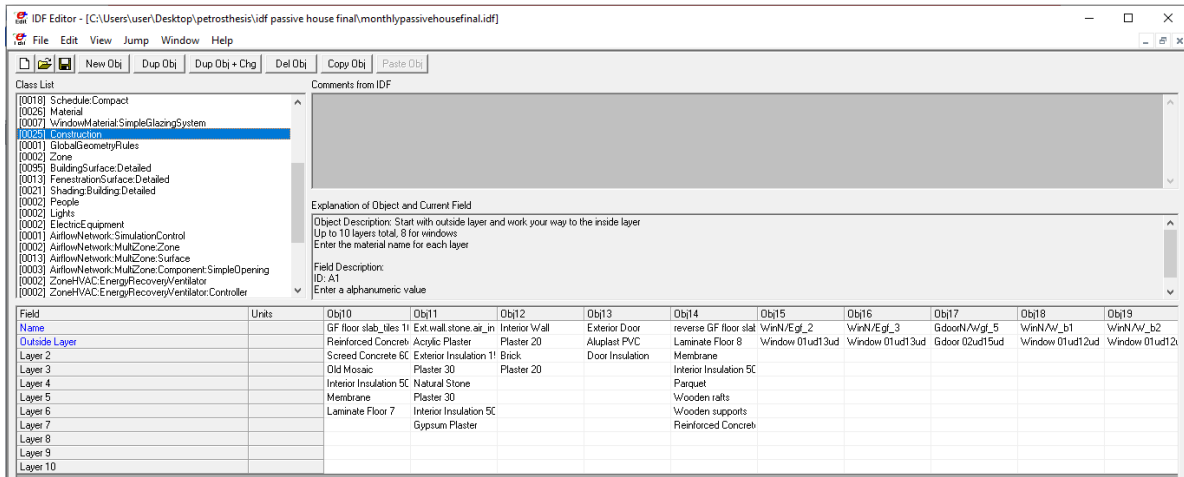 IDF Editor - [C:\Users\user\Desktop\petrosthesis\idf passive house final\monthlypassivehousefinal.idf]
File Edit View Jump Window Help
New Obj Dup Obj Dup Obj + Chg Del Obj Copy Obj Paste Obj
Class List
Comments from IDF
[0018] Schedule:Compact
[0026] Material
[0007] WindowMaterial:SimpleGlazingSystem
[0025] Construction
[0001] GlobalGeometryRules
[0002] Zone
[0095] BuildingSurface:Detailed
[0013] FenestrationSurface:Detailed
[0021] Shading:Building:Detailed
[0002] People
[0002] Lights
[0002] ElectricEquipment
[0001] AirflowNetwork:SimulationControl
[0002] AirflowNetwork:MultiZone:Zone
[0013] AirflowNetwork:MultiZone:Surface
[0003] AirflowNetwork:MultiZone:Component:SimpleOpening
[0002] ZoneHVAC:EnergyRecoveryVentilator
[0002] ZoneHVAC:EnergyRecoveryVentilator:Controller
Explanation of Object and Current Field
Object Description: Start with outside layer and work your way to the inside layer
Up to 10 layers total, 8 for windows
Enter the material name for each layer
Field Description:
ID: A1
Enter a alphanumeric value
Field Units Obj10 Obj11 Obj12 Obj13 Obj14 Obj15 Obj16 Obj17 Obj18 Obj19
Name GF floor slab_tiles 1 Ext.wall.stone.air_in Interior Wall Exterior Door reverse GF floor slab WinN/Egf_2 WinN/Egf_3 GdoorN/Wgf_5 WinN/W_b1 WinN/W_b2
Outside Layer Reinforced Concret Acrylic Plaster Plaster 20 Aluplast PVC Laminate Floor 8 Window 01ud13ud Window 01ud13ud Gdoor 02ud15ud Window 01ud12ud Window 01ud12u
Layer 2 Screed Concrete 60 Exterior Insulation 1 Brick Door Insulation Membrane
Layer 3 Old Mosaic Plaster 30 Plaster 20 Interior Insulation 50
Layer 4 Interior Insulation 50 Natural Stone Parquet
Layer 5 Membrane Plaster 30 Wooden rafts
Layer 6 Laminate Floor 7 Interior Insulation 50 Wooden supports
Layer 7 Gypsum Plaster Reinforced Concret
Layer 8
Layer 9
Layer 10